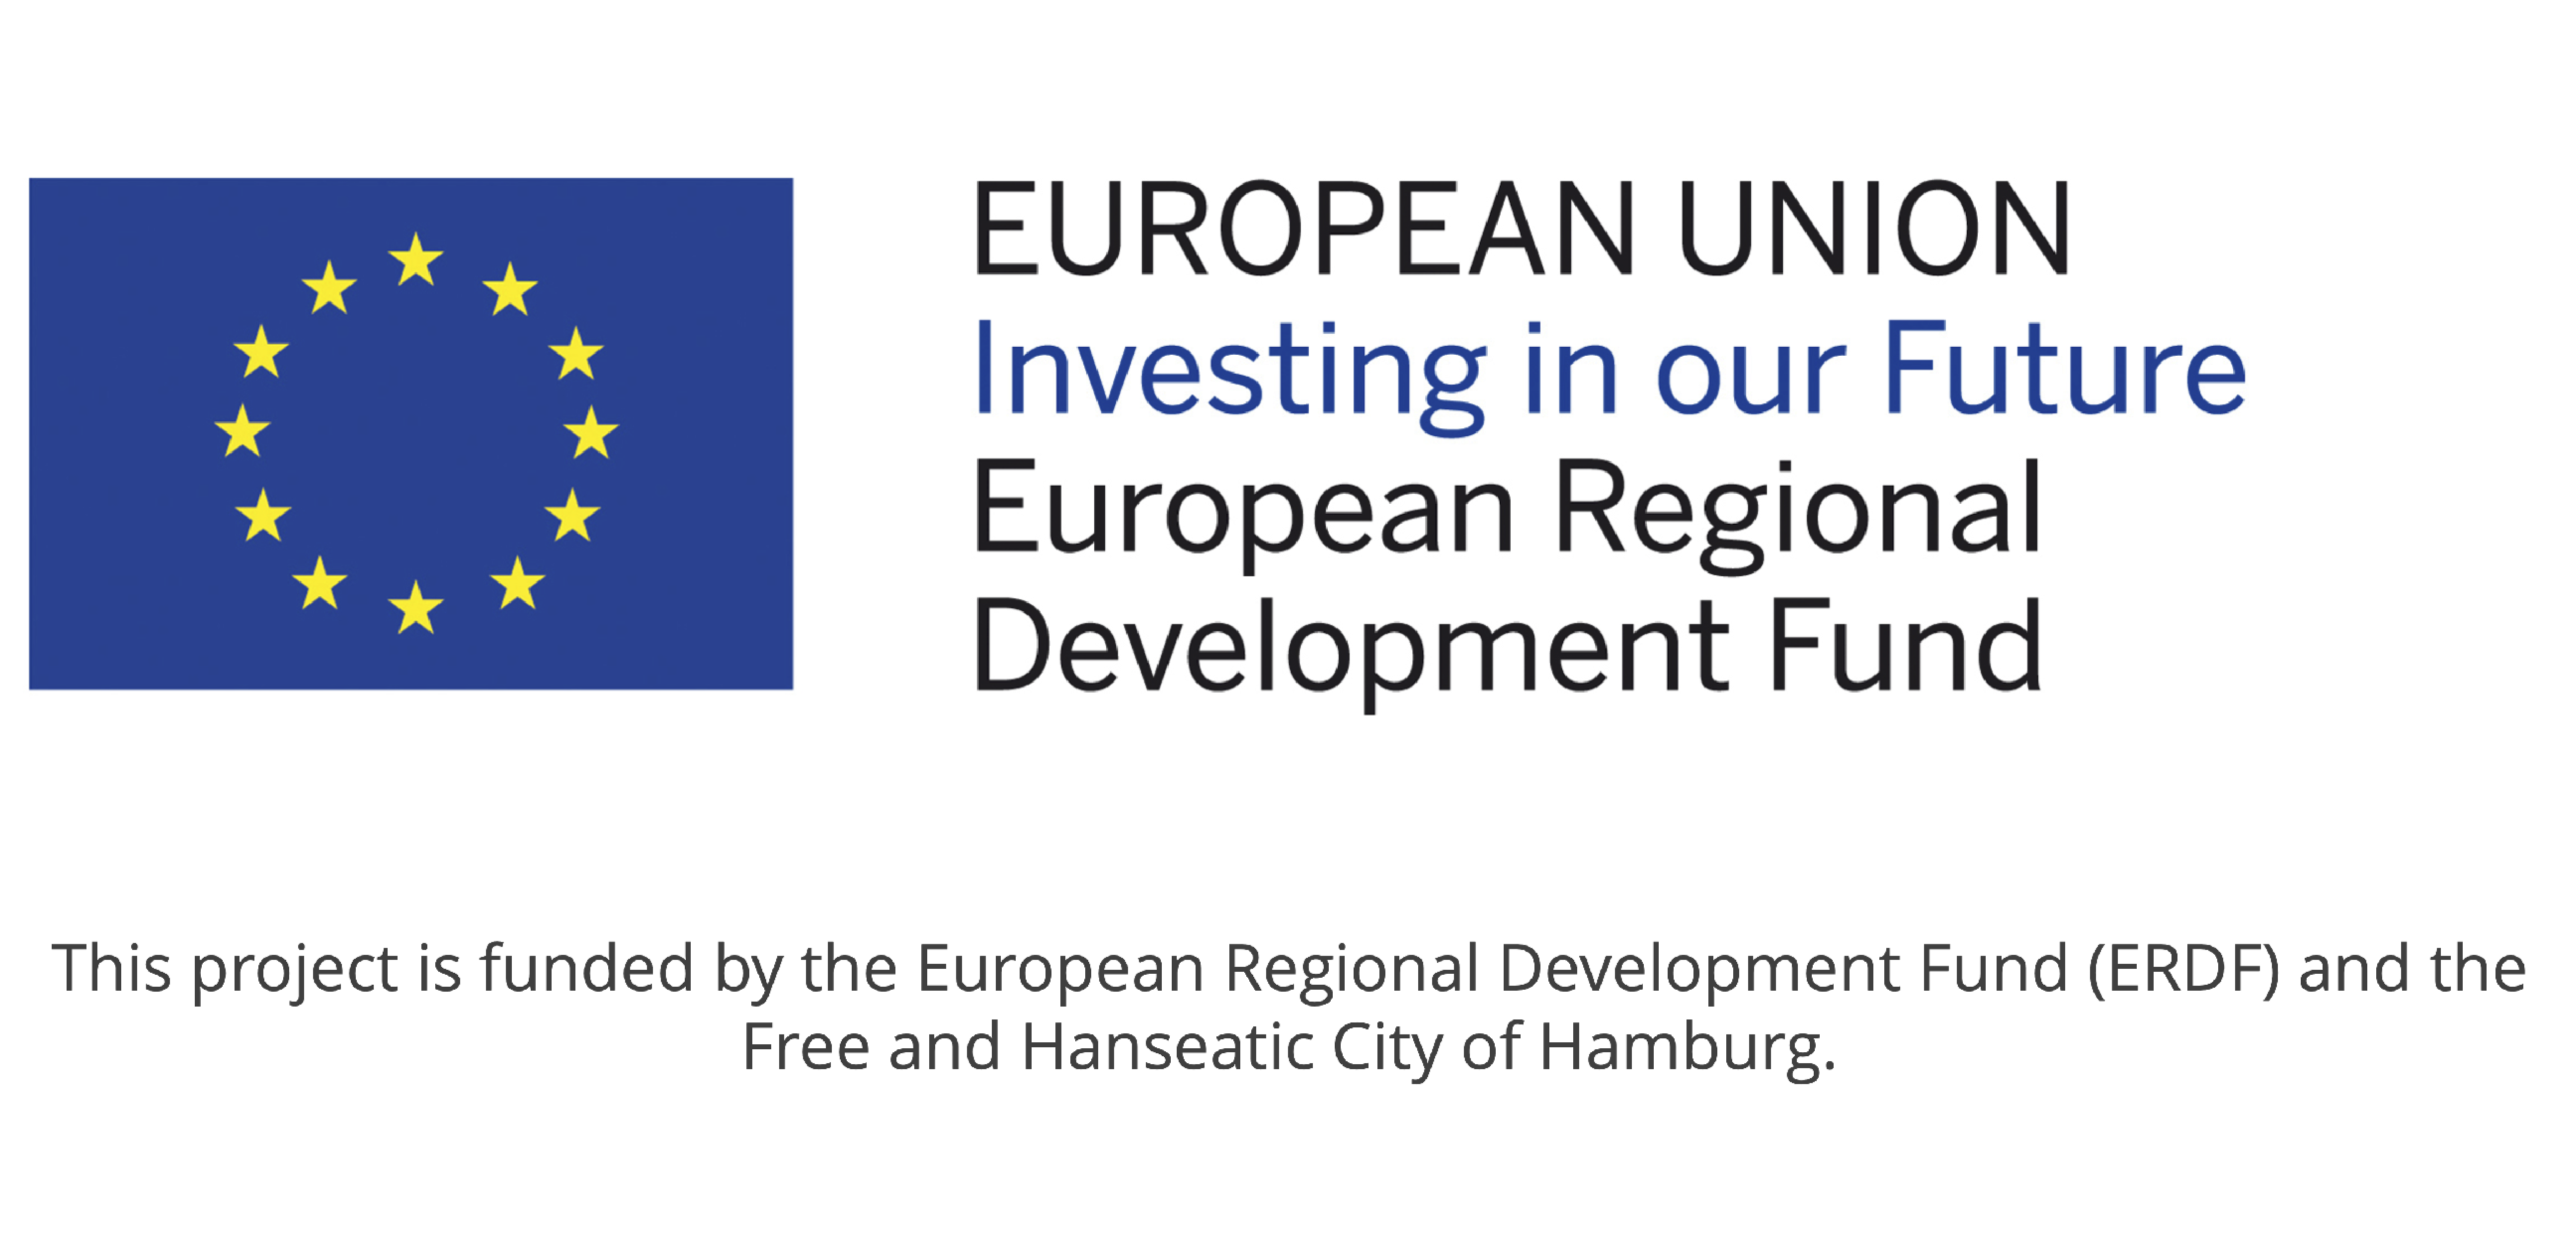 EUROPEAN UNION
Investing in our Future
European Regional
Development Fund
This project is funded by the European Regional Development Fund (ERDF) and the
Free and Hanseatic City of Hamburg.